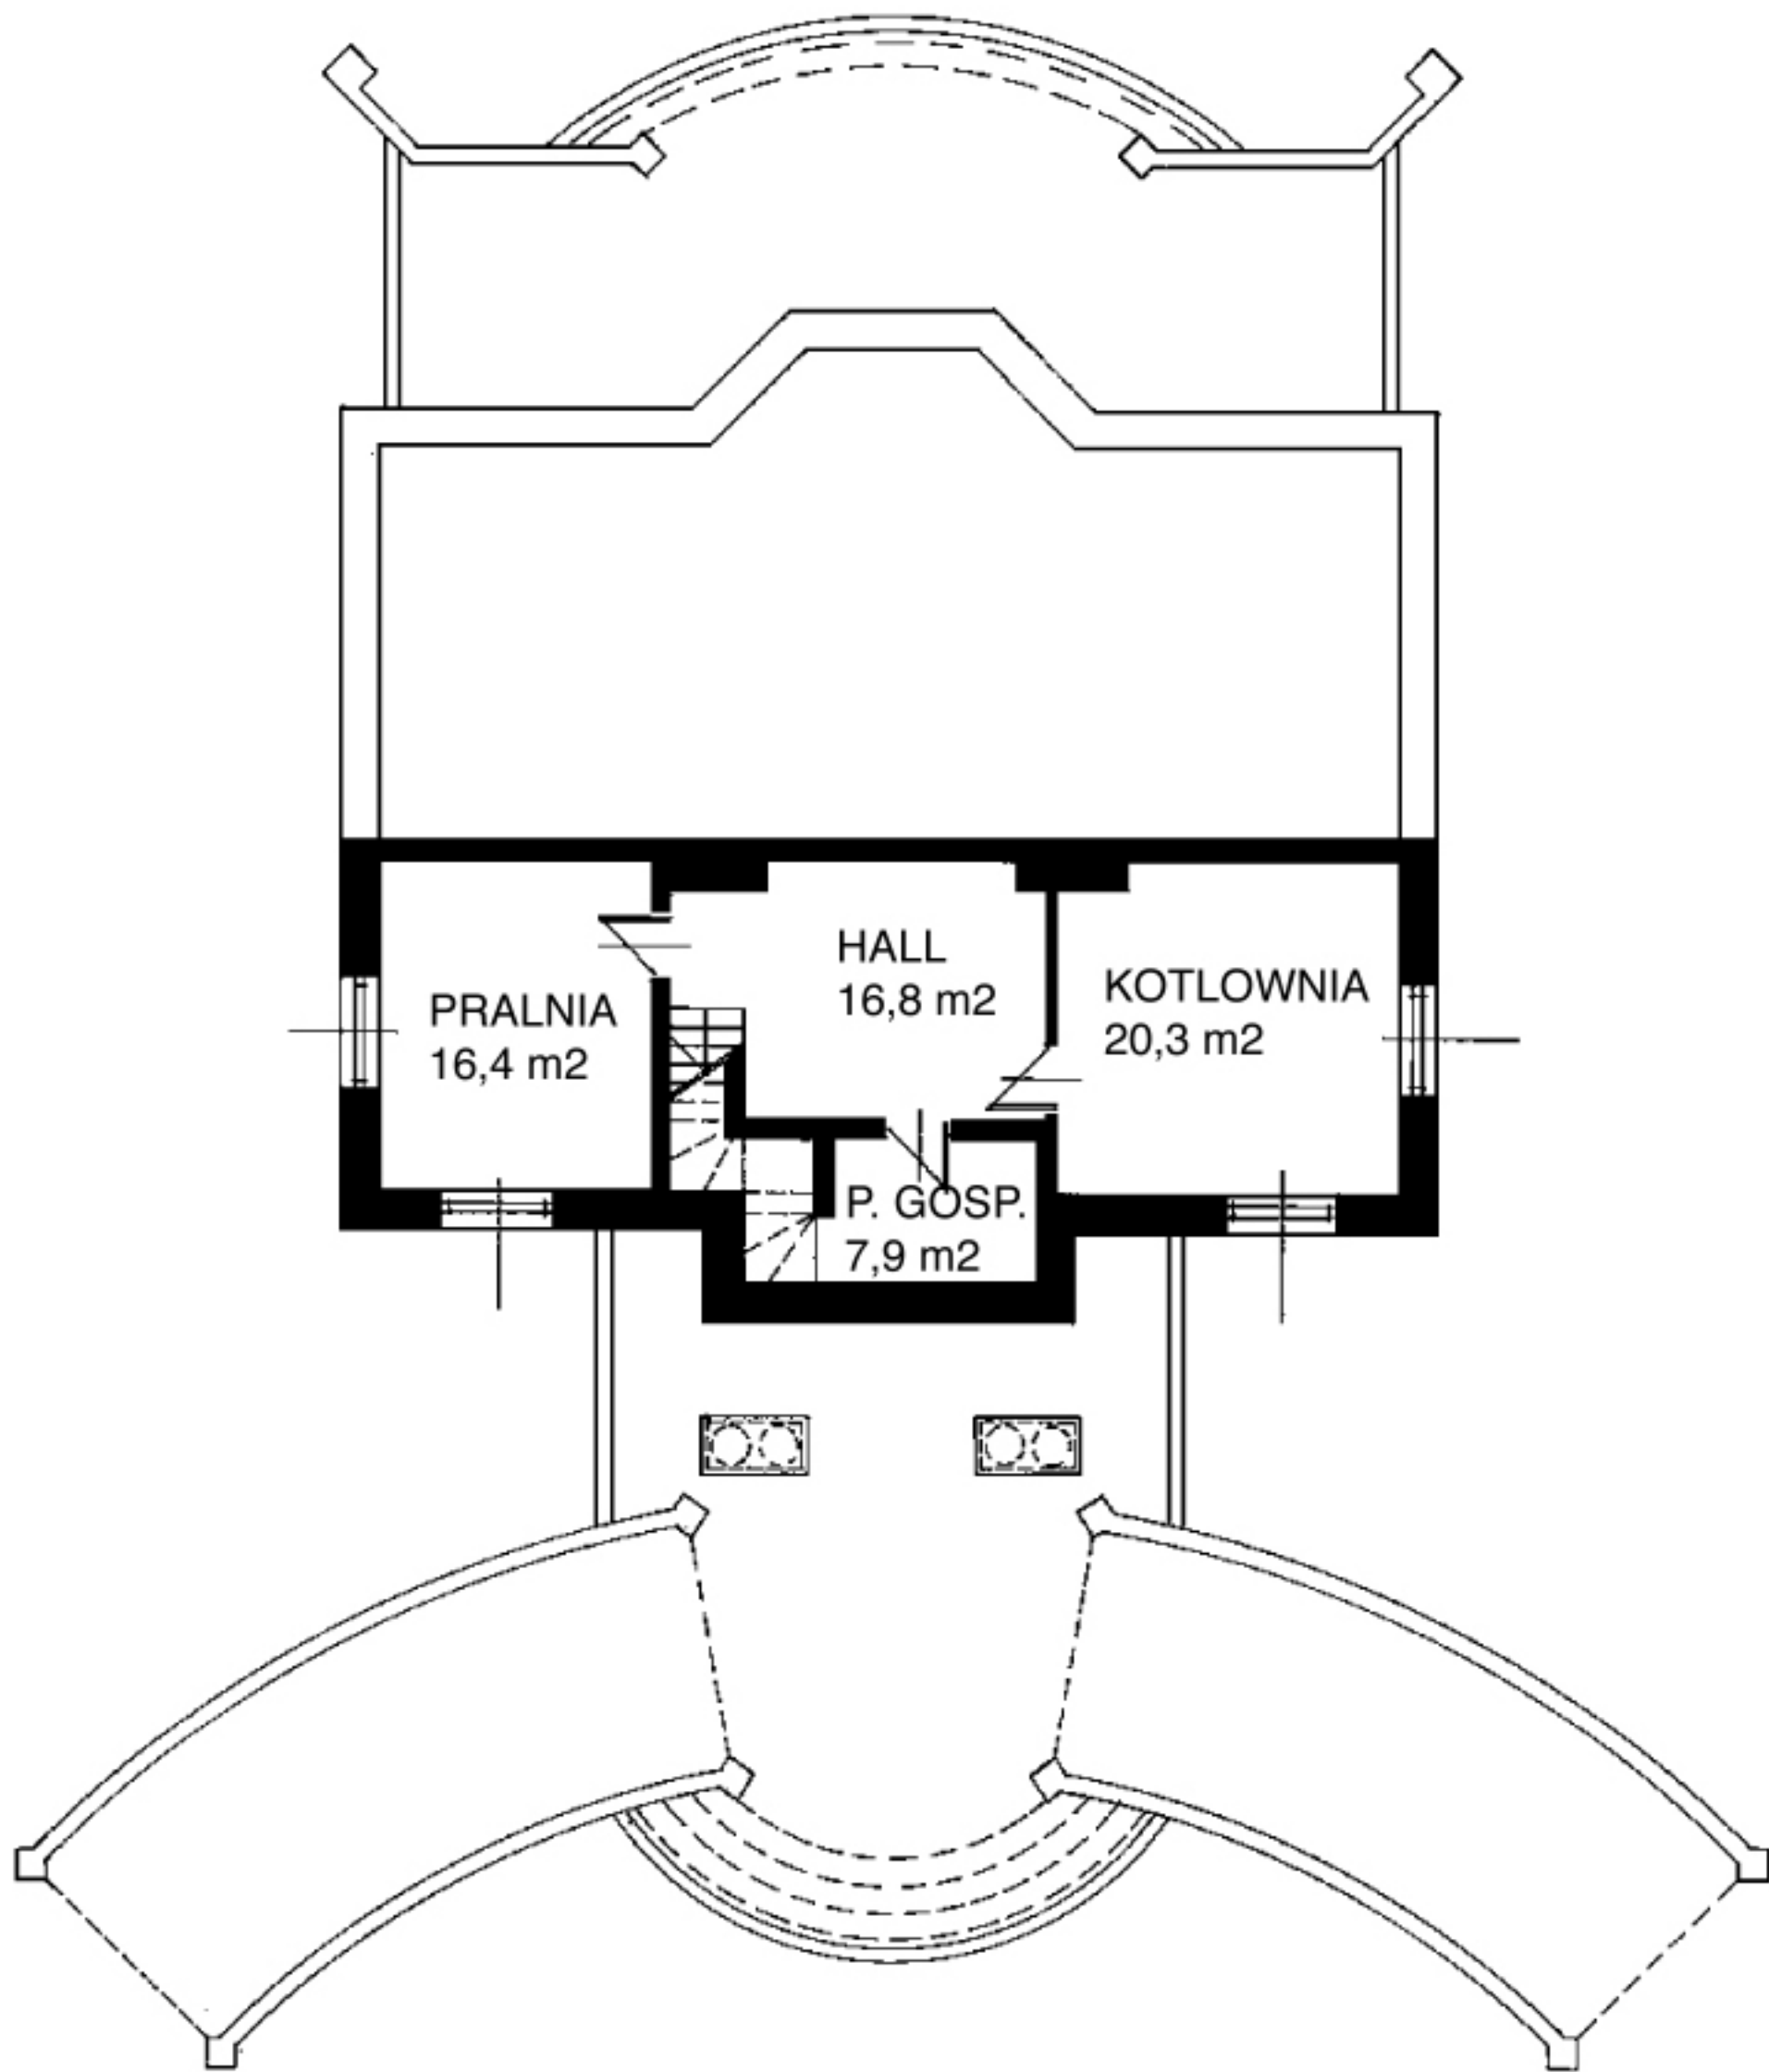 HALL
16,8 m2
KOTLOWNIA
20,3 m2
PRALNIA
16,4 m2
P. GOSP.
7,9 m2